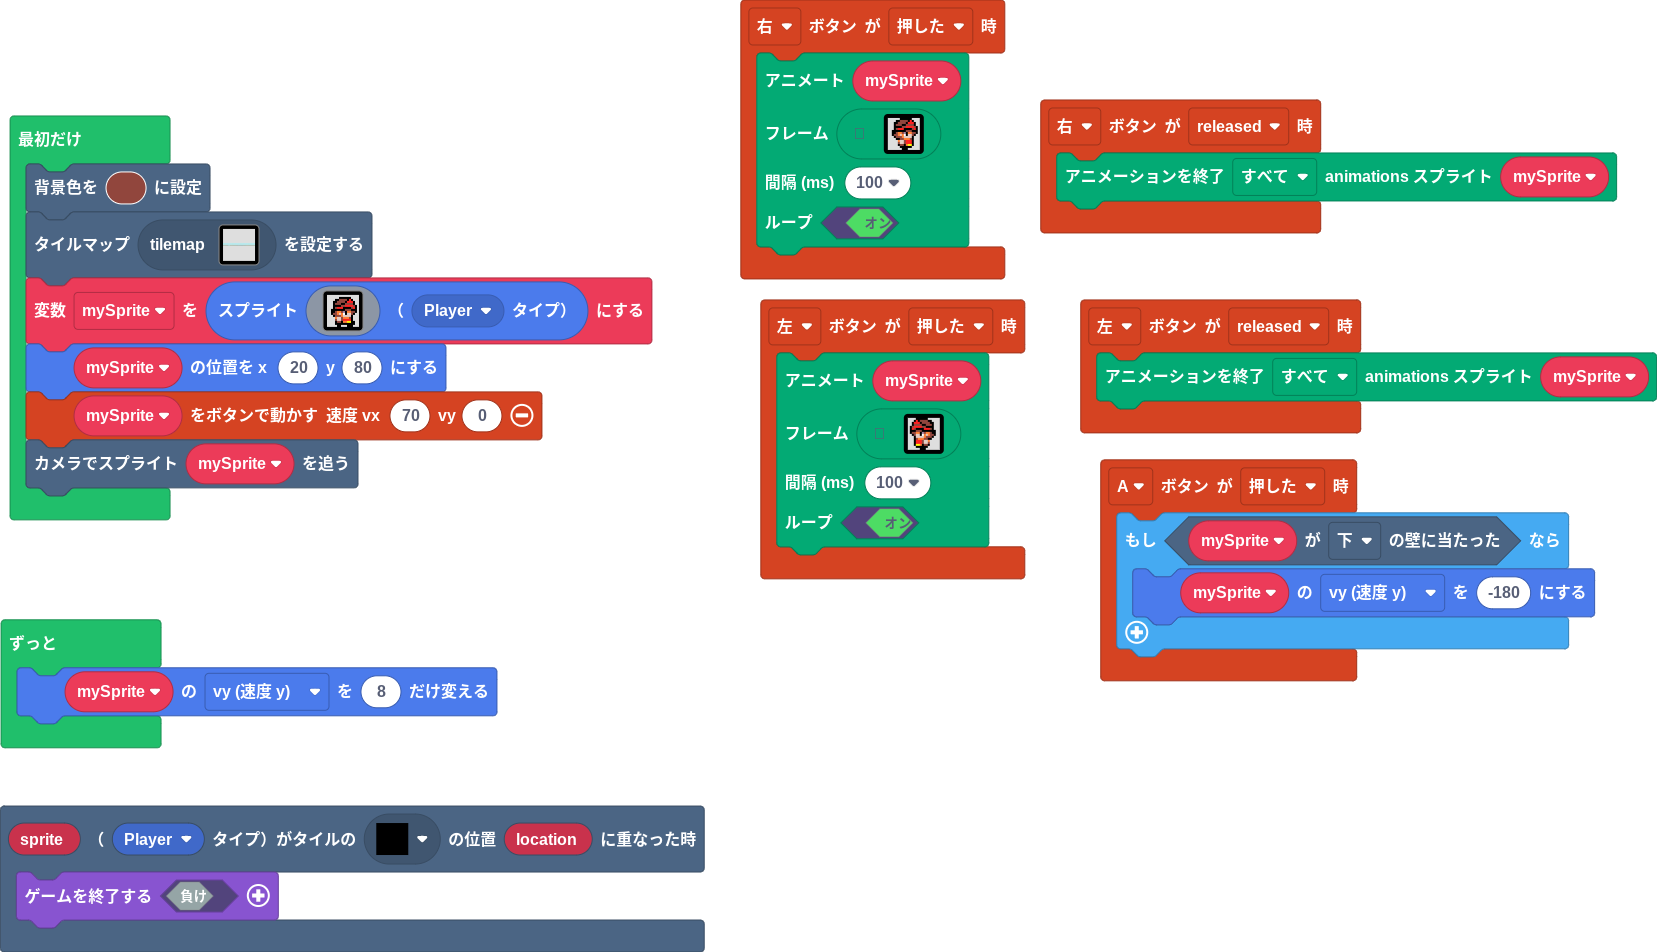 最初だけ
背景色を に設定
タイルマップ tilemap を設定する
変数 mySprite を スプライト （ Player タイプ） にする
mySprite の位置を x 20 y 80 にする
mySprite をボタンで動かす 速度 vx 70 vy 0
カメラでスプライト mySprite を追う
ずっと
mySprite の vy (速度 y) を 8 だけ変える
sprite （ Player タイプ）がタイルの の位置 location に重なった時
ゲームを終了する 負け
右 ボタン が 押した 時
アニメート mySprite
フレーム
間隔 (ms) 100
ループ オン
左 ボタン が 押した 時
アニメート mySprite
フレーム
間隔 (ms) 100
ループ オン
右 ボタン が released 時
アニメーションを終了 すべて animations スプライト mySprite
左 ボタン が released 時
アニメーションを終了 すべて animations スプライト mySprite
A ボタン が 押した 時
もし mySprite が 下 の壁に当たった なら
mySprite の vy (速度 y) を -180 にする